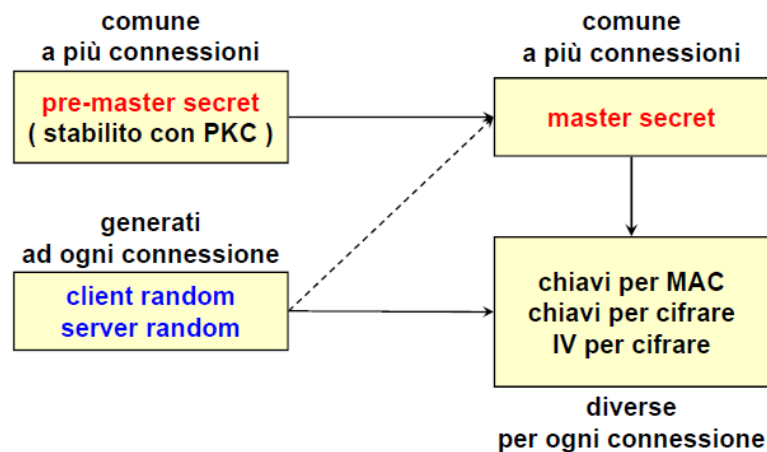 comune
a più connessioni
pre-master secret
( stabilito con PKC )
comune
a più connessioni
master secret
generati
ad ogni connessione
client random
server random
chiavi per MAC
chiavi per cifrare
IV per cifrare
diverse
per ogni connessione